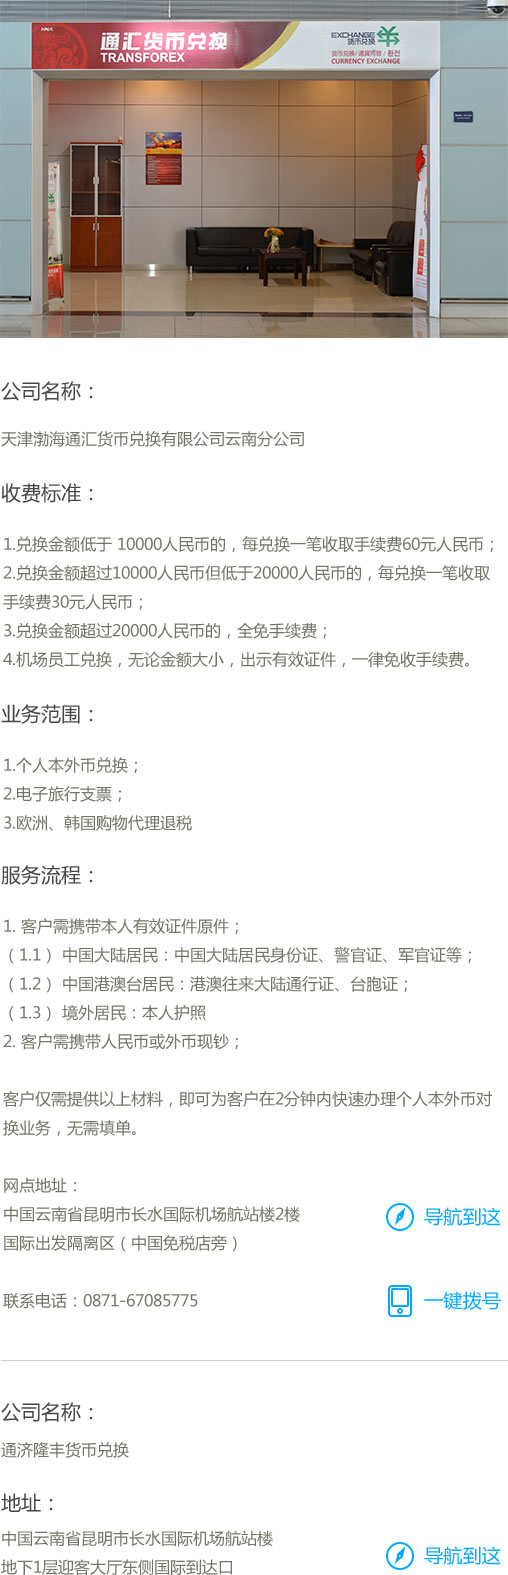 HNA
通汇货币兑换
TRANSFOREX
EXCHANGE
货币兑换
货币兑换/通貨両替/환전
CURRENCY EXCHANGE
公司名称：
天津渤海通汇货币兑换有限公司云南分公司
收费标准：
1.兑换金额低于 10000人民币的，每兑换一笔收取手续费60元人民币；
2.兑换金额超过10000人民币但低于20000人民币的，每兑换一笔收取
手续费30元人民币；
3.兑换金额超过20000人民币的，全免手续费；
4.机场员工兑换，无论金额大小，出示有效证件，一律免收手续费。
业务范围：
1.个人本外币兑换；
2.电子旅行支票；
3.欧洲、韩国购物代理退税
服务流程：
1. 客户需携带本人有效证件原件；
（1.1） 中国大陆居民：中国大陆居民身份证、警官证、军官证等；
（1.2） 中国港澳台居民：港澳往来大陆通行证、台胞证；
（1.3） 境外居民：本人护照
2. 客户需携带人民币或外币现钞；
客户仅需提供以上材料，即可为客户在2分钟内快速办理个人本外币对
换业务，无需填单。
网点地址：
中国云南省昆明市长水国际机场航站楼2楼
国际出发隔离区（中国免税店旁）
导航到这
联系电话：0871-67085775
一键拨号
公司名称：
通济隆丰货币兑换
地址：
中国云南省昆明市长水国际机场航站楼
地下1层迎客大厅东侧国际到达口
导航到这